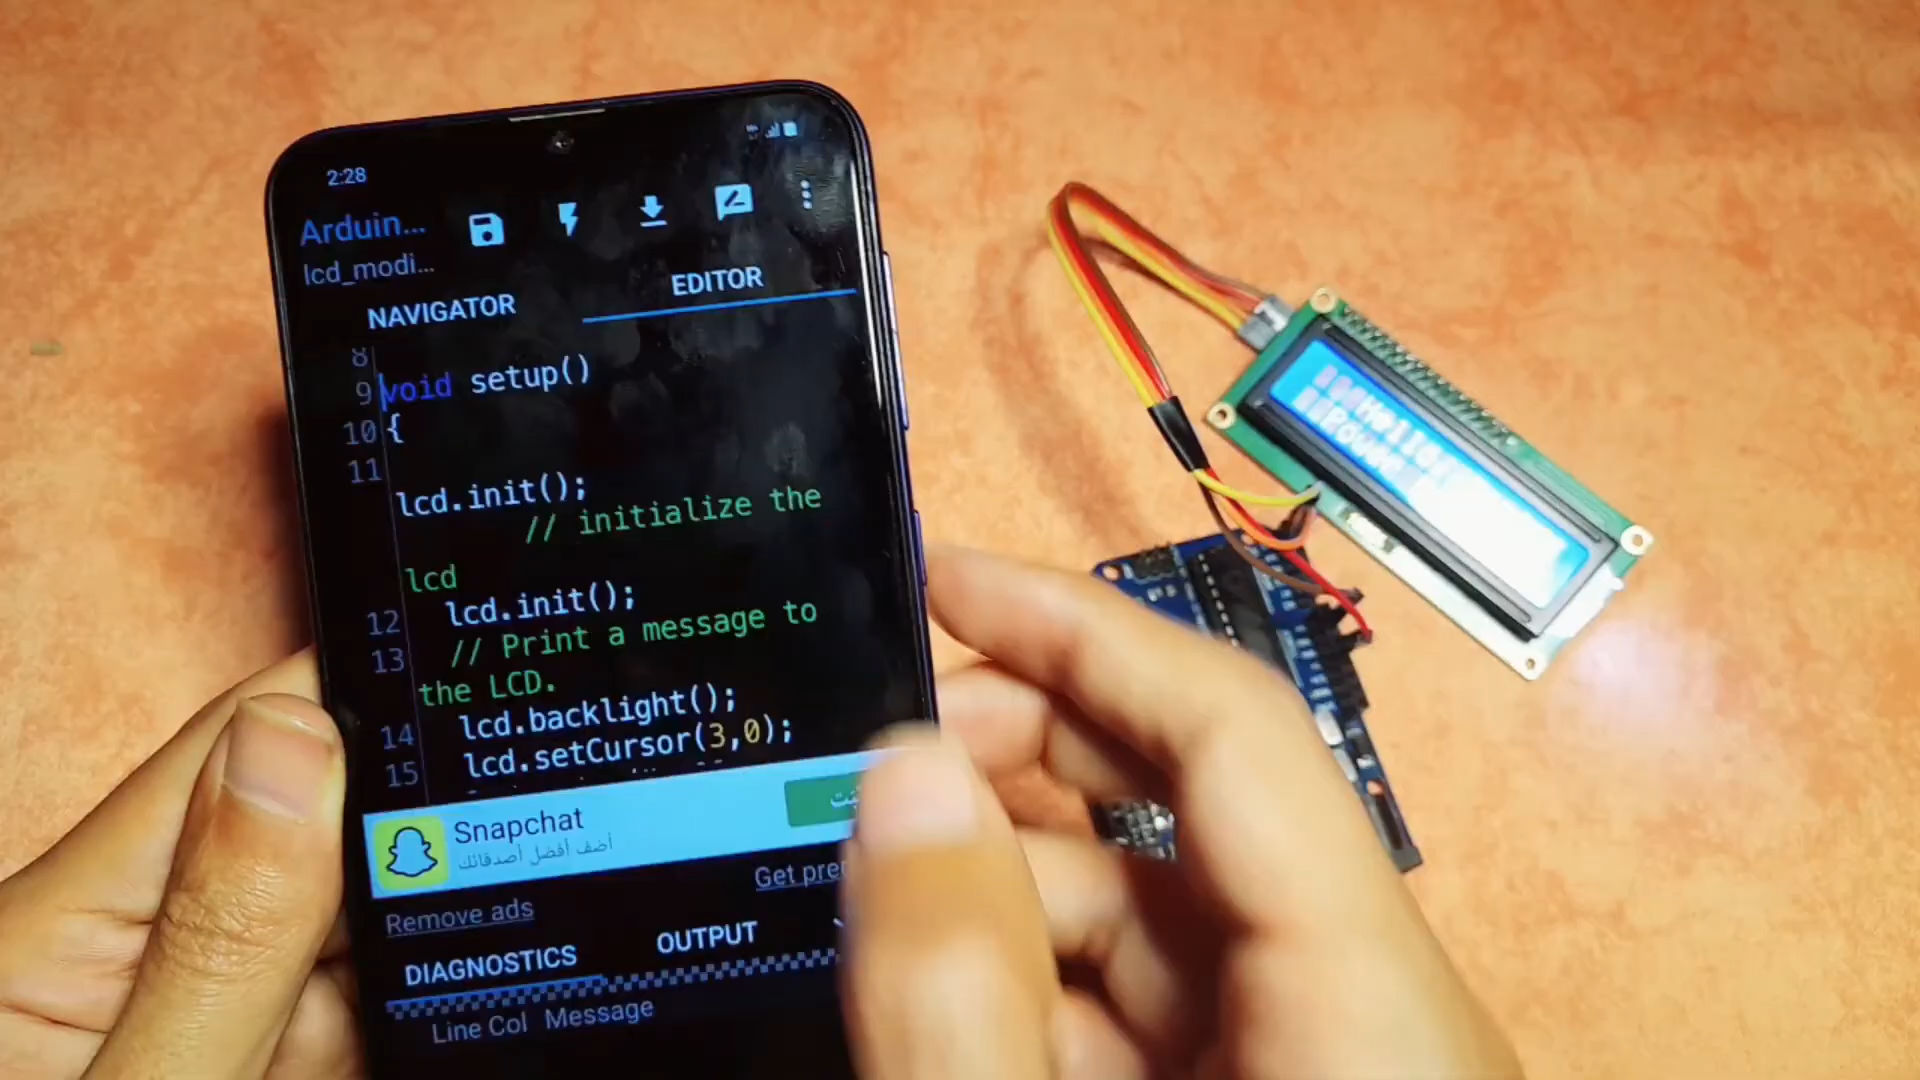 2:28
Arduin...
lcd_modi...
NAVIGATOR
EDITOR
8
9 void setup()
10 {
11
lcd.init();
// initialize the
lcd
12 lcd.init();
13 // Print a message to
the LCD.
14 lcd.backlight();
15 lcd.setCursor(3,0);
Snapchat
أضف أفضل أصدقائك
Get pre
Remove ads
DIAGNOSTICS
OUTPUT
Line Col Message